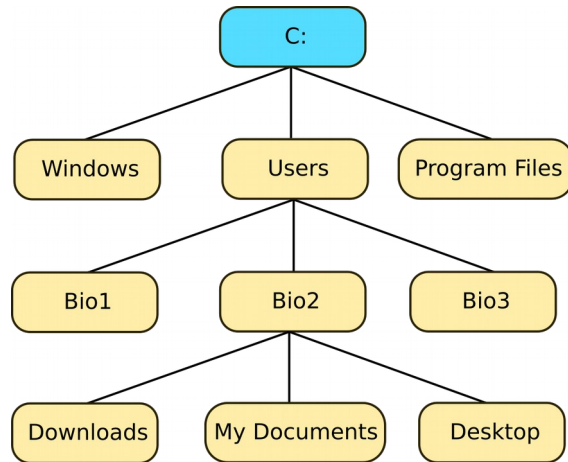 C:
Windows
Users
Program Files
Bio1
Bio2
Bio3
Downloads
My Documents
Desktop